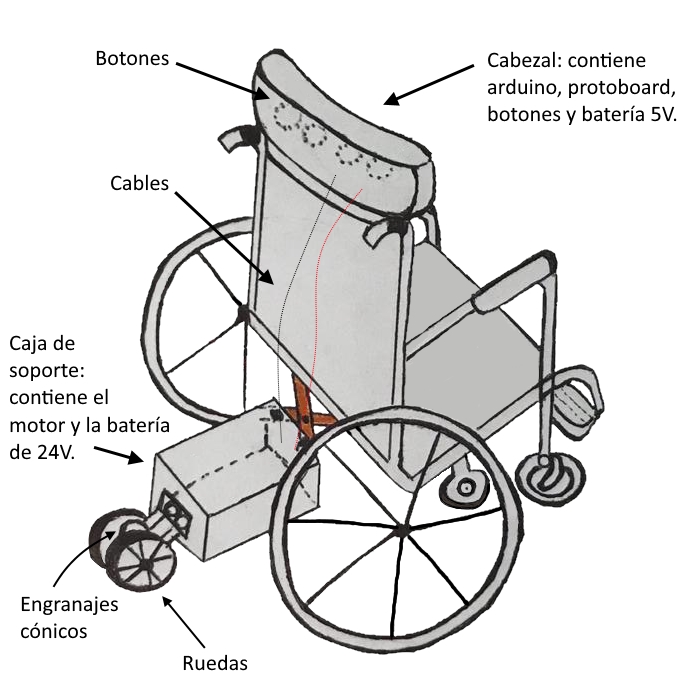 Botones
Cabezal: contiene
arduino, protoboard,
botones y batería 5V.
Cables
Caja de
soporte:
contiene el
motor y la batería
de 24V.
Engranajes
cónicos
Ruedas